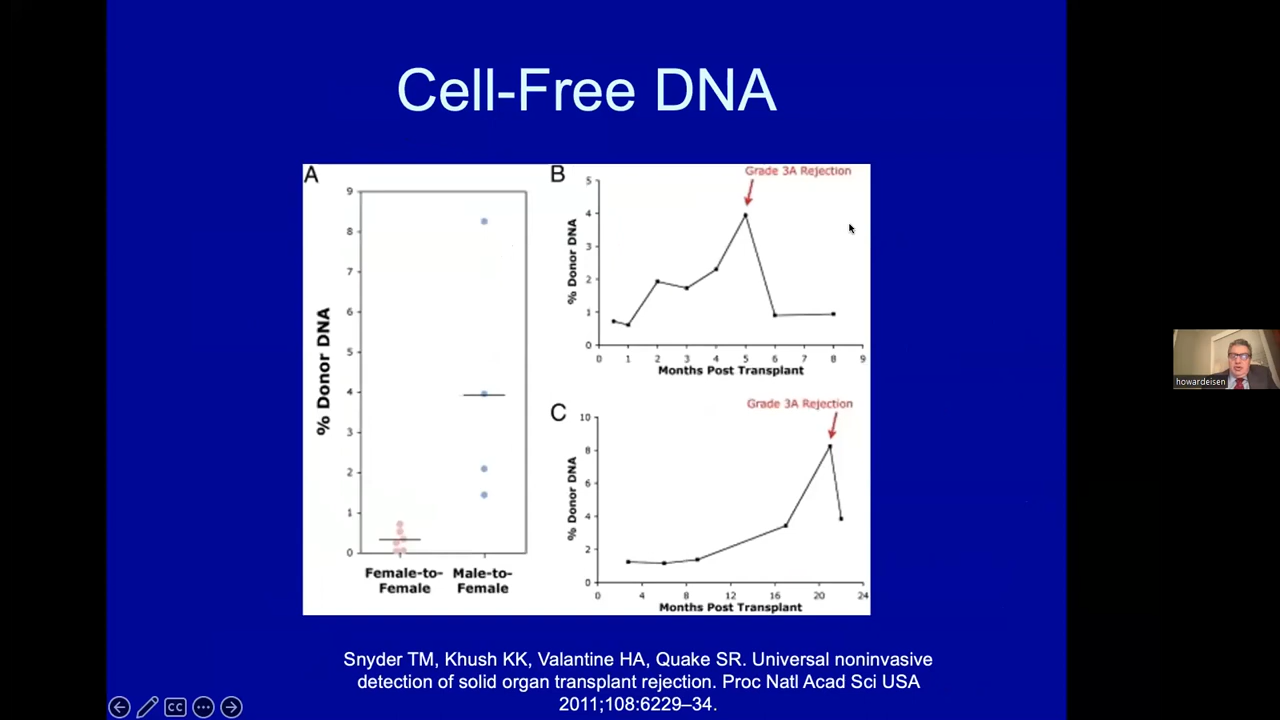 Cell-Free DNA
A
% Donor DNA
9
8
7
6
5
4
3
2
1
0
Female-to-
Female
Male-to-
Female
B
Grade 3A Rejection
% Donor DNA
5
4
3
2
1
0
0 1 2 3 4 5 6 7 8 9
Months Post Transplant
C
Grade 3A Rejection
% Donor DNA
10
8
6
4
2
0
0 4 8 12 16 20 24
Months Post Transplant
Snyder TM, Khush KK, Valantine HA, Quake SR. Universal noninvasive
detection of solid organ transplant rejection. Proc Natl Acad Sci USA
2011;108:6229–34.
CC
howardeisen